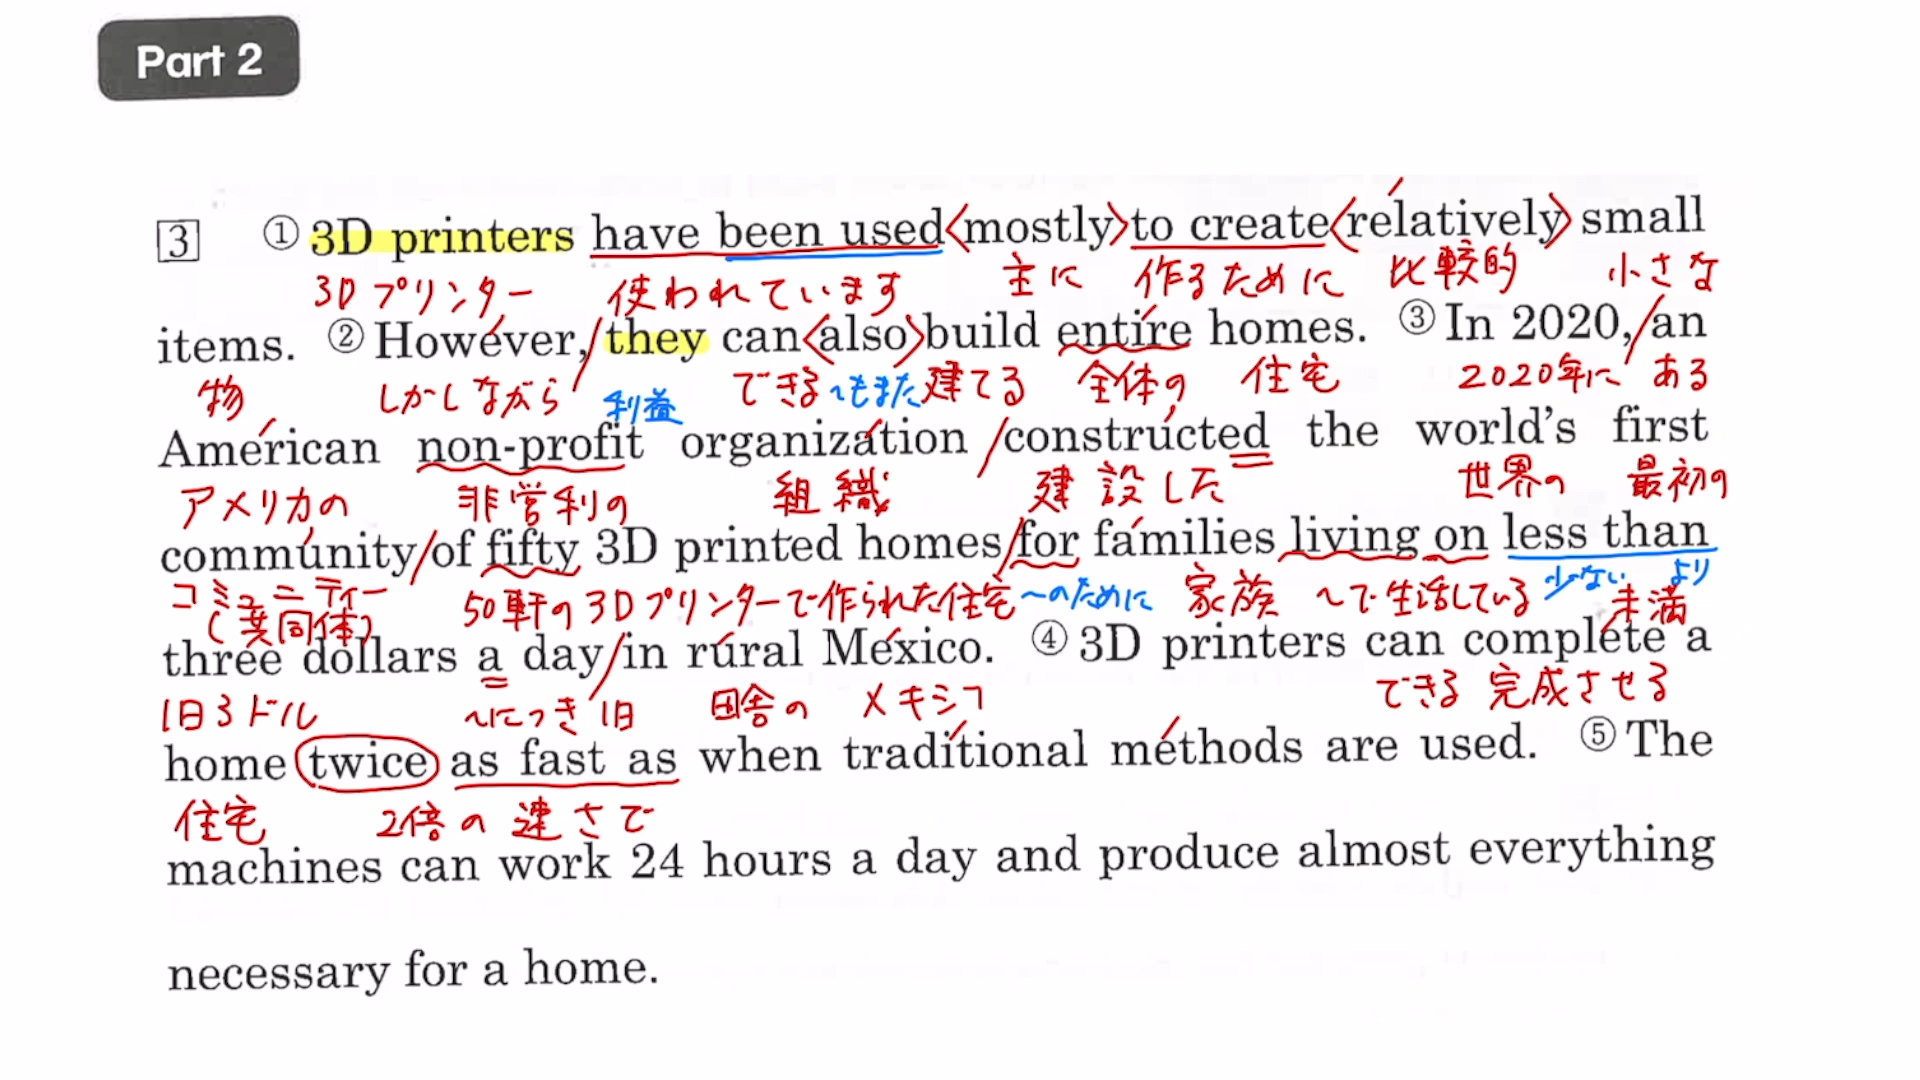 Part 2
3 ① 3D printers have been used <mostly> to create <relatively> small
3Dプリンター 使われています 主に 作るために 比較的 小さな
items. ② However, / they can <also> build entire homes. ③ In 2020, / an
物 しかしながら できる 〜もまた 建てる 全体の 住宅 2020年に ある
利益
American non-profit organization / constructed the world's first
アメリカの 非営利の 組織 建設した 世界の 最初の
community / of fifty 3D printed homes / for families living on less than
コミュニティー 50軒の3Dプリンターで作られた住宅 〜のために 家族 〜で生活している 少ない より
(共同体) 未満
three dollars a day / in rural Mexico. ④ 3D printers can complete a
1日3ドル 〜につき 1日 田舎の メキシコ できる 完成させる
home twice as fast as when traditional methods are used. ⑤ The
住宅 2倍の 速さで
machines can work 24 hours a day and produce almost everything
necessary for a home.